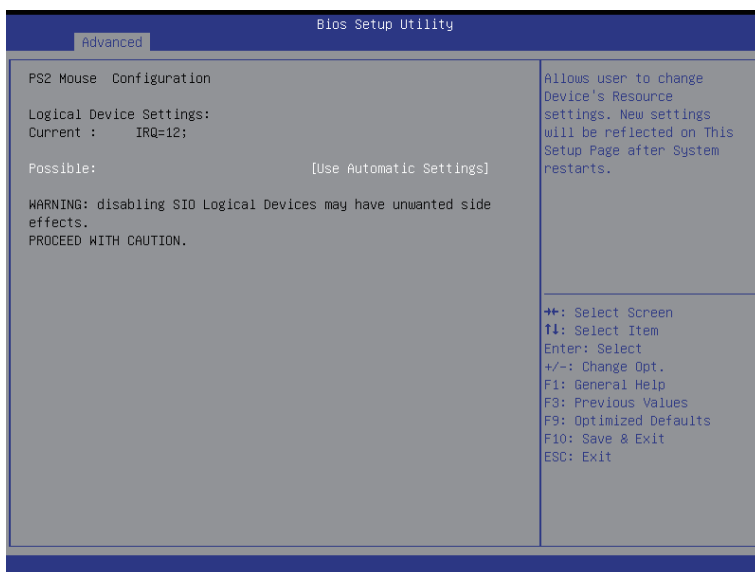 Bios Setup Utility
Advanced
PS2 Mouse Configuration
Logical Device Settings:
Current : IRQ=12;
Possible: [Use Automatic Settings]
WARNING: disabling SIO Logical Devices may have unwanted side
effects.
PROCEED WITH CAUTION.
Allows user to change
Device's Resource
settings. New settings
will be reflected on This
Setup Page after System
restarts.
→←: Select Screen
↑↓: Select Item
Enter: Select
+/-: Change Opt.
F1: General Help
F3: Previous Values
F9: Optimized Defaults
F10: Save & Exit
ESC: Exit